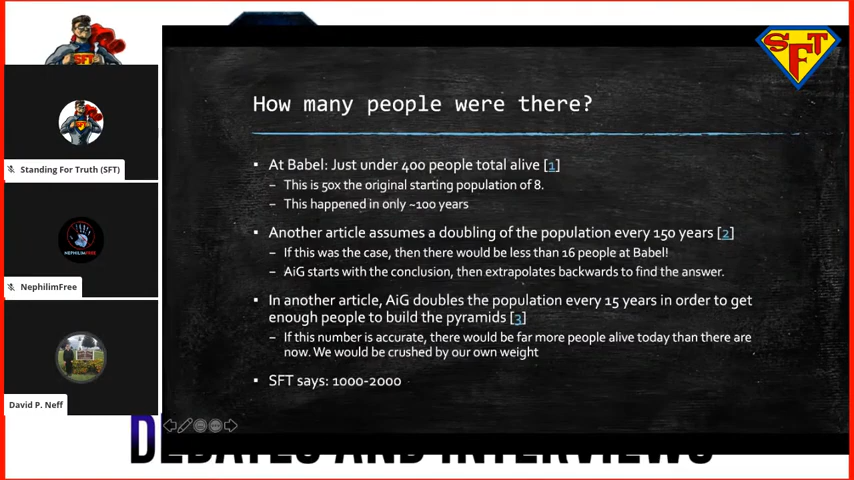 SFT
Standing For Truth (SFT)
NEPHILIMFREE
NephilimFree
David P. Neff
SFT
How many people were there?
▪ At Babel: Just under 400 people total alive [1]
– This is 50x the original starting population of 8.
– This happened in only ~100 years
▪ Another article assumes a doubling of the population every 150 years [2]
– If this was the case, then there would be less than 16 people at Babel!
– AiG starts with the conclusion, then extrapolates backwards to find the answer.
▪ In another article, AiG doubles the population every 15 years in order to get
enough people to build the pyramids [3]
– If this number is accurate, there would be far more people alive today than there are
now. We would be crushed by our own weight
▪ SFT says: 1000-2000
DEBATES AND INTERVIEWS